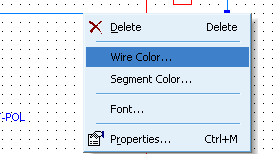 Delete Delete
Wire Color...
Segment Color...
Font...
-POL
Properties... Ctrl+M